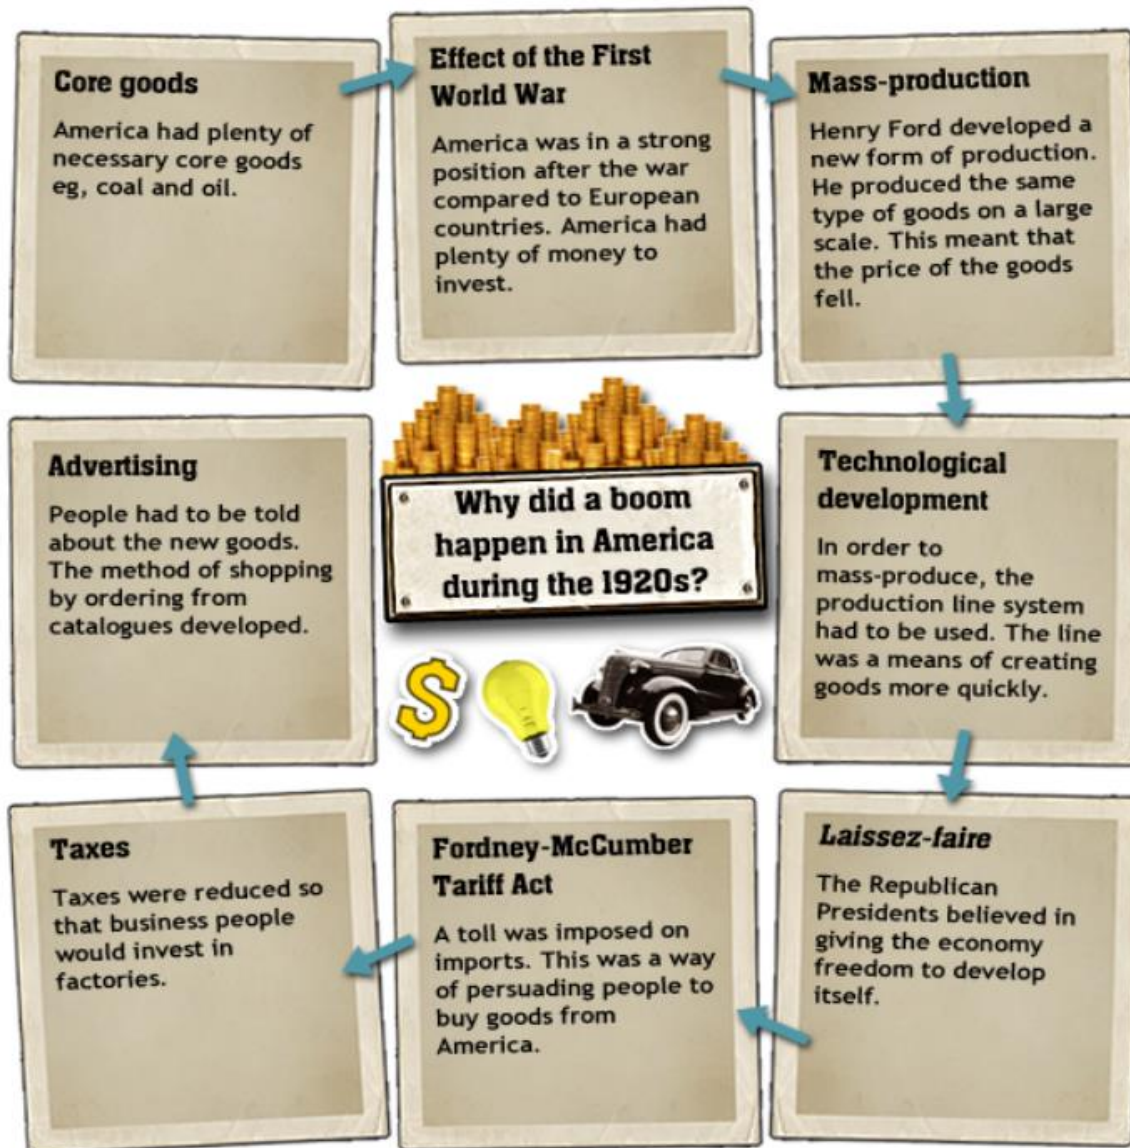 Core goods
America had plenty of
necessary core goods
eg, coal and oil.
Effect of the First
World War
America was in a strong
position after the war
compared to European
countries. America had
plenty of money to
invest.
Mass-production
Henry Ford developed a
new form of production.
He produced the same
type of goods on a large
scale. This meant that
the price of the goods
fell.
Technological
development
In order to
mass-produce, the
production line system
had to be used. The line
was a means of creating
goods more quickly.
Laissez-faire
The Republican
Presidents believed in
giving the economy
freedom to develop
itself.
Fordney-McCumber
Tariff Act
A toll was imposed on
imports. This was a way
of persuading people to
buy goods from
America.
Taxes
Taxes were reduced so
that business people
would invest in
factories.
Advertising
People had to be told
about the new goods.
The method of shopping
by ordering from
catalogues developed.
Why did a boom
happen in America
during the 1920s?
$